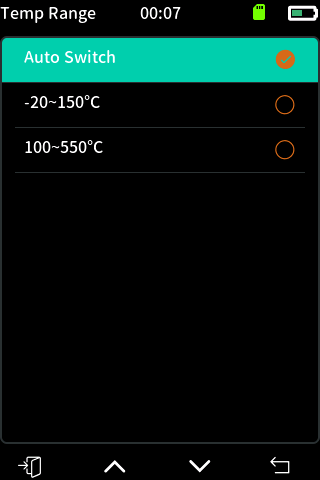 Temp Range 00:07
Auto Switch
-20~150°C
100~550°C